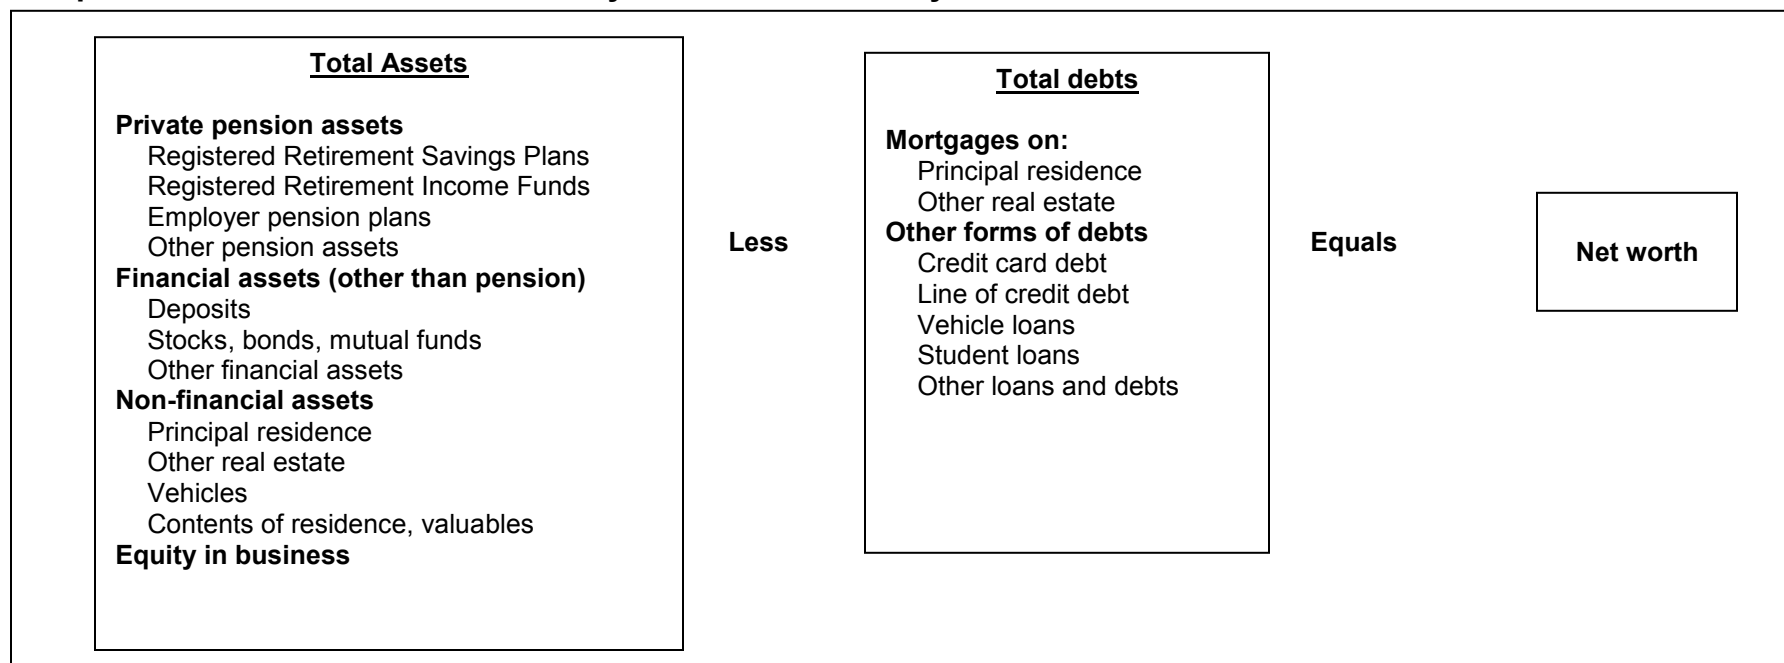 Total Assets
Private pension assets
Registered Retirement Savings Plans
Registered Retirement Income Funds
Employer pension plans
Other pension assets
Financial assets (other than pension)
Deposits
Stocks, bonds, mutual funds
Other financial assets
Non-financial assets
Principal residence
Other real estate
Vehicles
Contents of residence, valuables
Equity in business
Less
Total debts
Mortgages on:
Principal residence
Other real estate
Other forms of debts
Credit card debt
Line of credit debt
Vehicle loans
Student loans
Other loans and debts
Equals
Net worth